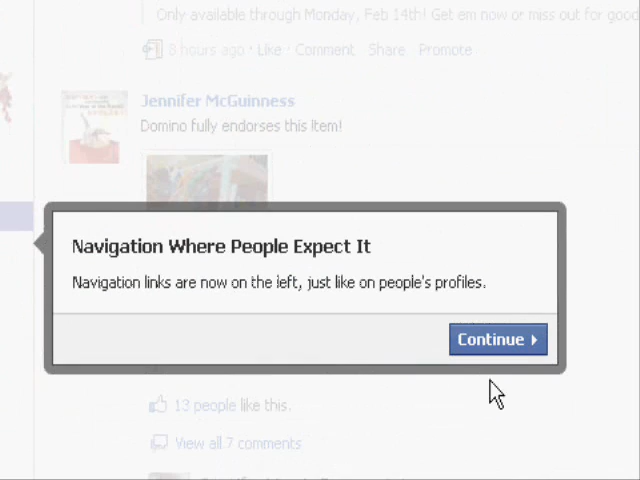 Only available through Monday, Feb 14th! Get em now or miss out for good
8 hours ago · Like · Comment Share Promote
Jennifer McGuinness
Domino fully endorses this item!
Navigation Where People Expect It
Navigation links are now on the left, just like on people's profiles.
Continue
13 people like this.
View all 7 comments